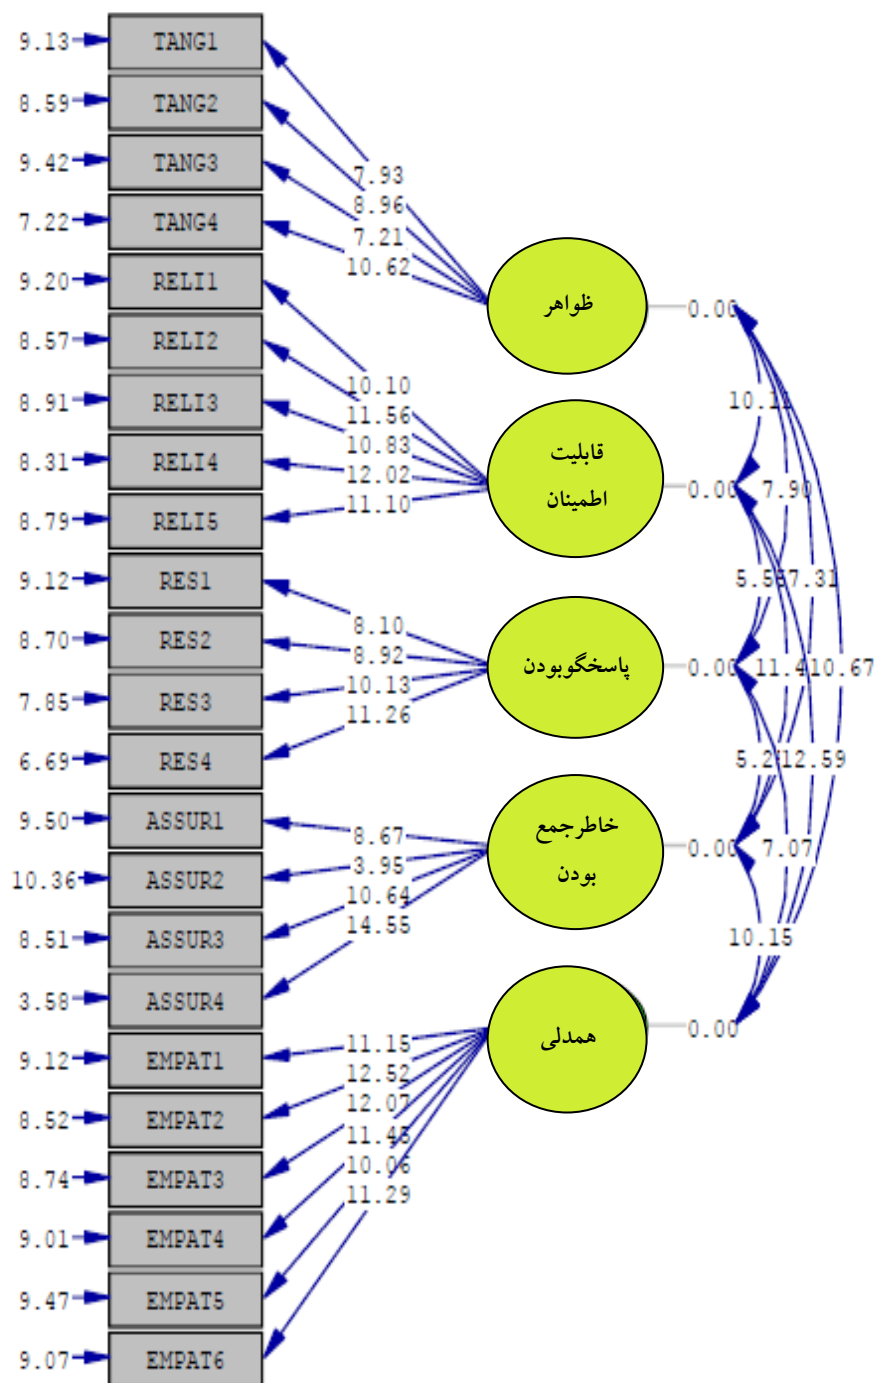 9.13 TANG1
8.59 TANG2
9.42 TANG3
7.22 TANG4
9.20 RELI1
8.57 RELI2
8.91 RELI3
8.31 RELI4
8.79 RELI5
9.12 RES1
8.70 RES2
7.85 RES3
6.69 RES4
9.50 ASSUR1
10.36 ASSUR2
8.51 ASSUR3
3.58 ASSUR4
9.12 EMPAT1
8.52 EMPAT2
8.74 EMPAT3
9.01 EMPAT4
9.47 EMPAT5
9.07 EMPAT6
7.93
8.96
7.21
10.62
10.10
11.56
10.83
12.02
11.10
8.10
8.92
10.13
11.26
8.67
3.95
10.64
14.55
11.15
12.52
12.07
11.45
10.06
11.29
ظواهر
قابلیت
اطمینان
پاسخگوبودن
خاطرجمع
بودن
همدلی
0.00
0.00
0.00
0.00
0.00
7.90
7.31
10.67
12.59
7.07
10.15